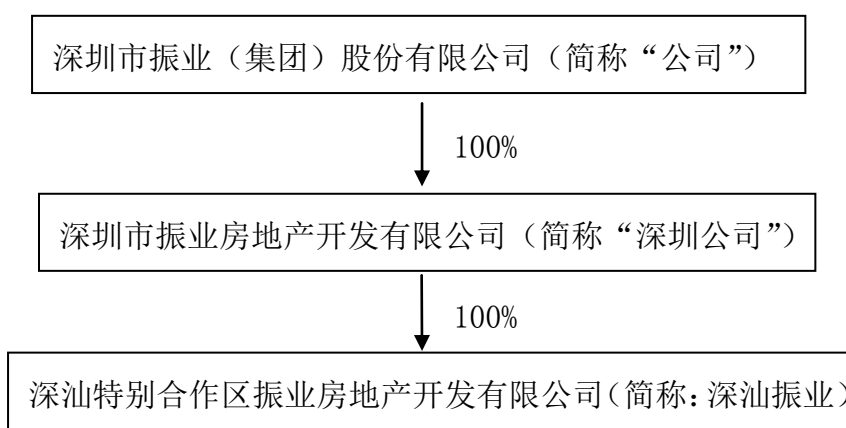 深圳市振业（集团）股份有限公司（简称“公司”）
100%
深圳市振业房地产开发有限公司（简称“深圳公司”）
100%
深汕特别合作区振业房地产开发有限公司(简称：深汕振业)